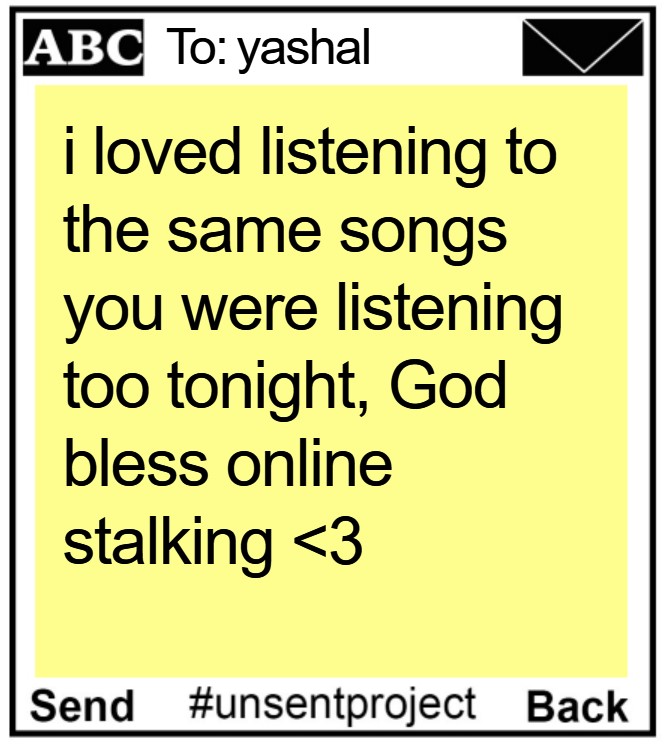 ABC To: yashal
i loved listening to
the same songs
you were listening
too tonight, God
bless online
stalking <3
Send #unsentproject Back